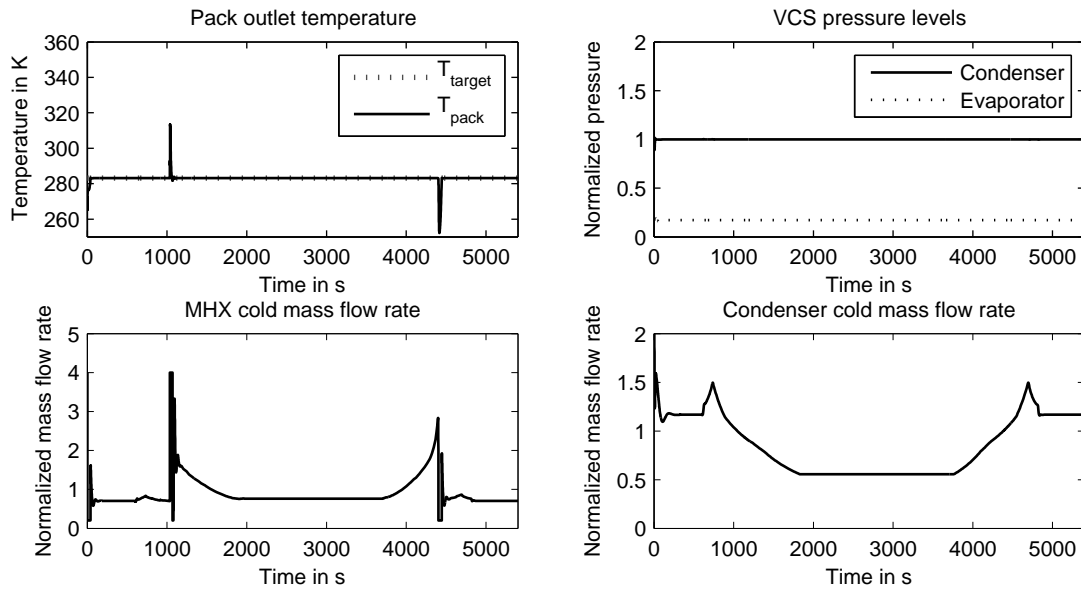 Pack outlet temperature
360
340
320
300
280
260
Temperature in K
T_target
T_pack
0 1000 2000 3000 4000 5000
Time in s
VCS pressure levels
2
1.5
1
0.5
0
Normalized pressure
Condenser
Evaporator
0 1000 2000 3000 4000 5000
Time in s
MHX cold mass flow rate
5
4
3
2
1
0
Normalized mass flow rate
0 1000 2000 3000 4000 5000
Time in s
Condenser cold mass flow rate
2
1.5
1
0.5
0
Normalized mass flow rate
0 1000 2000 3000 4000 5000
Time in s